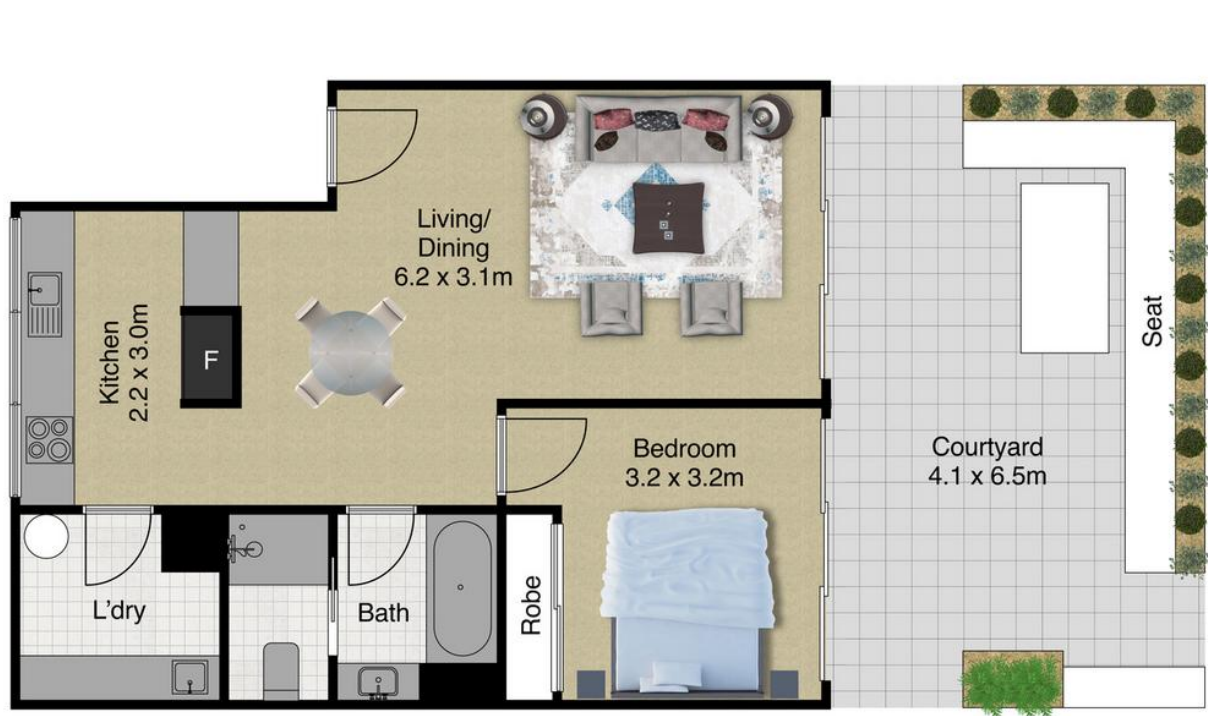 Living/
Dining
6.2 x 3.1m
Kitchen
2.2 x 3.0m
F
Seat
Bedroom
3.2 x 3.2m
Courtyard
4.1 x 6.5m
L'dry
Bath
Robe